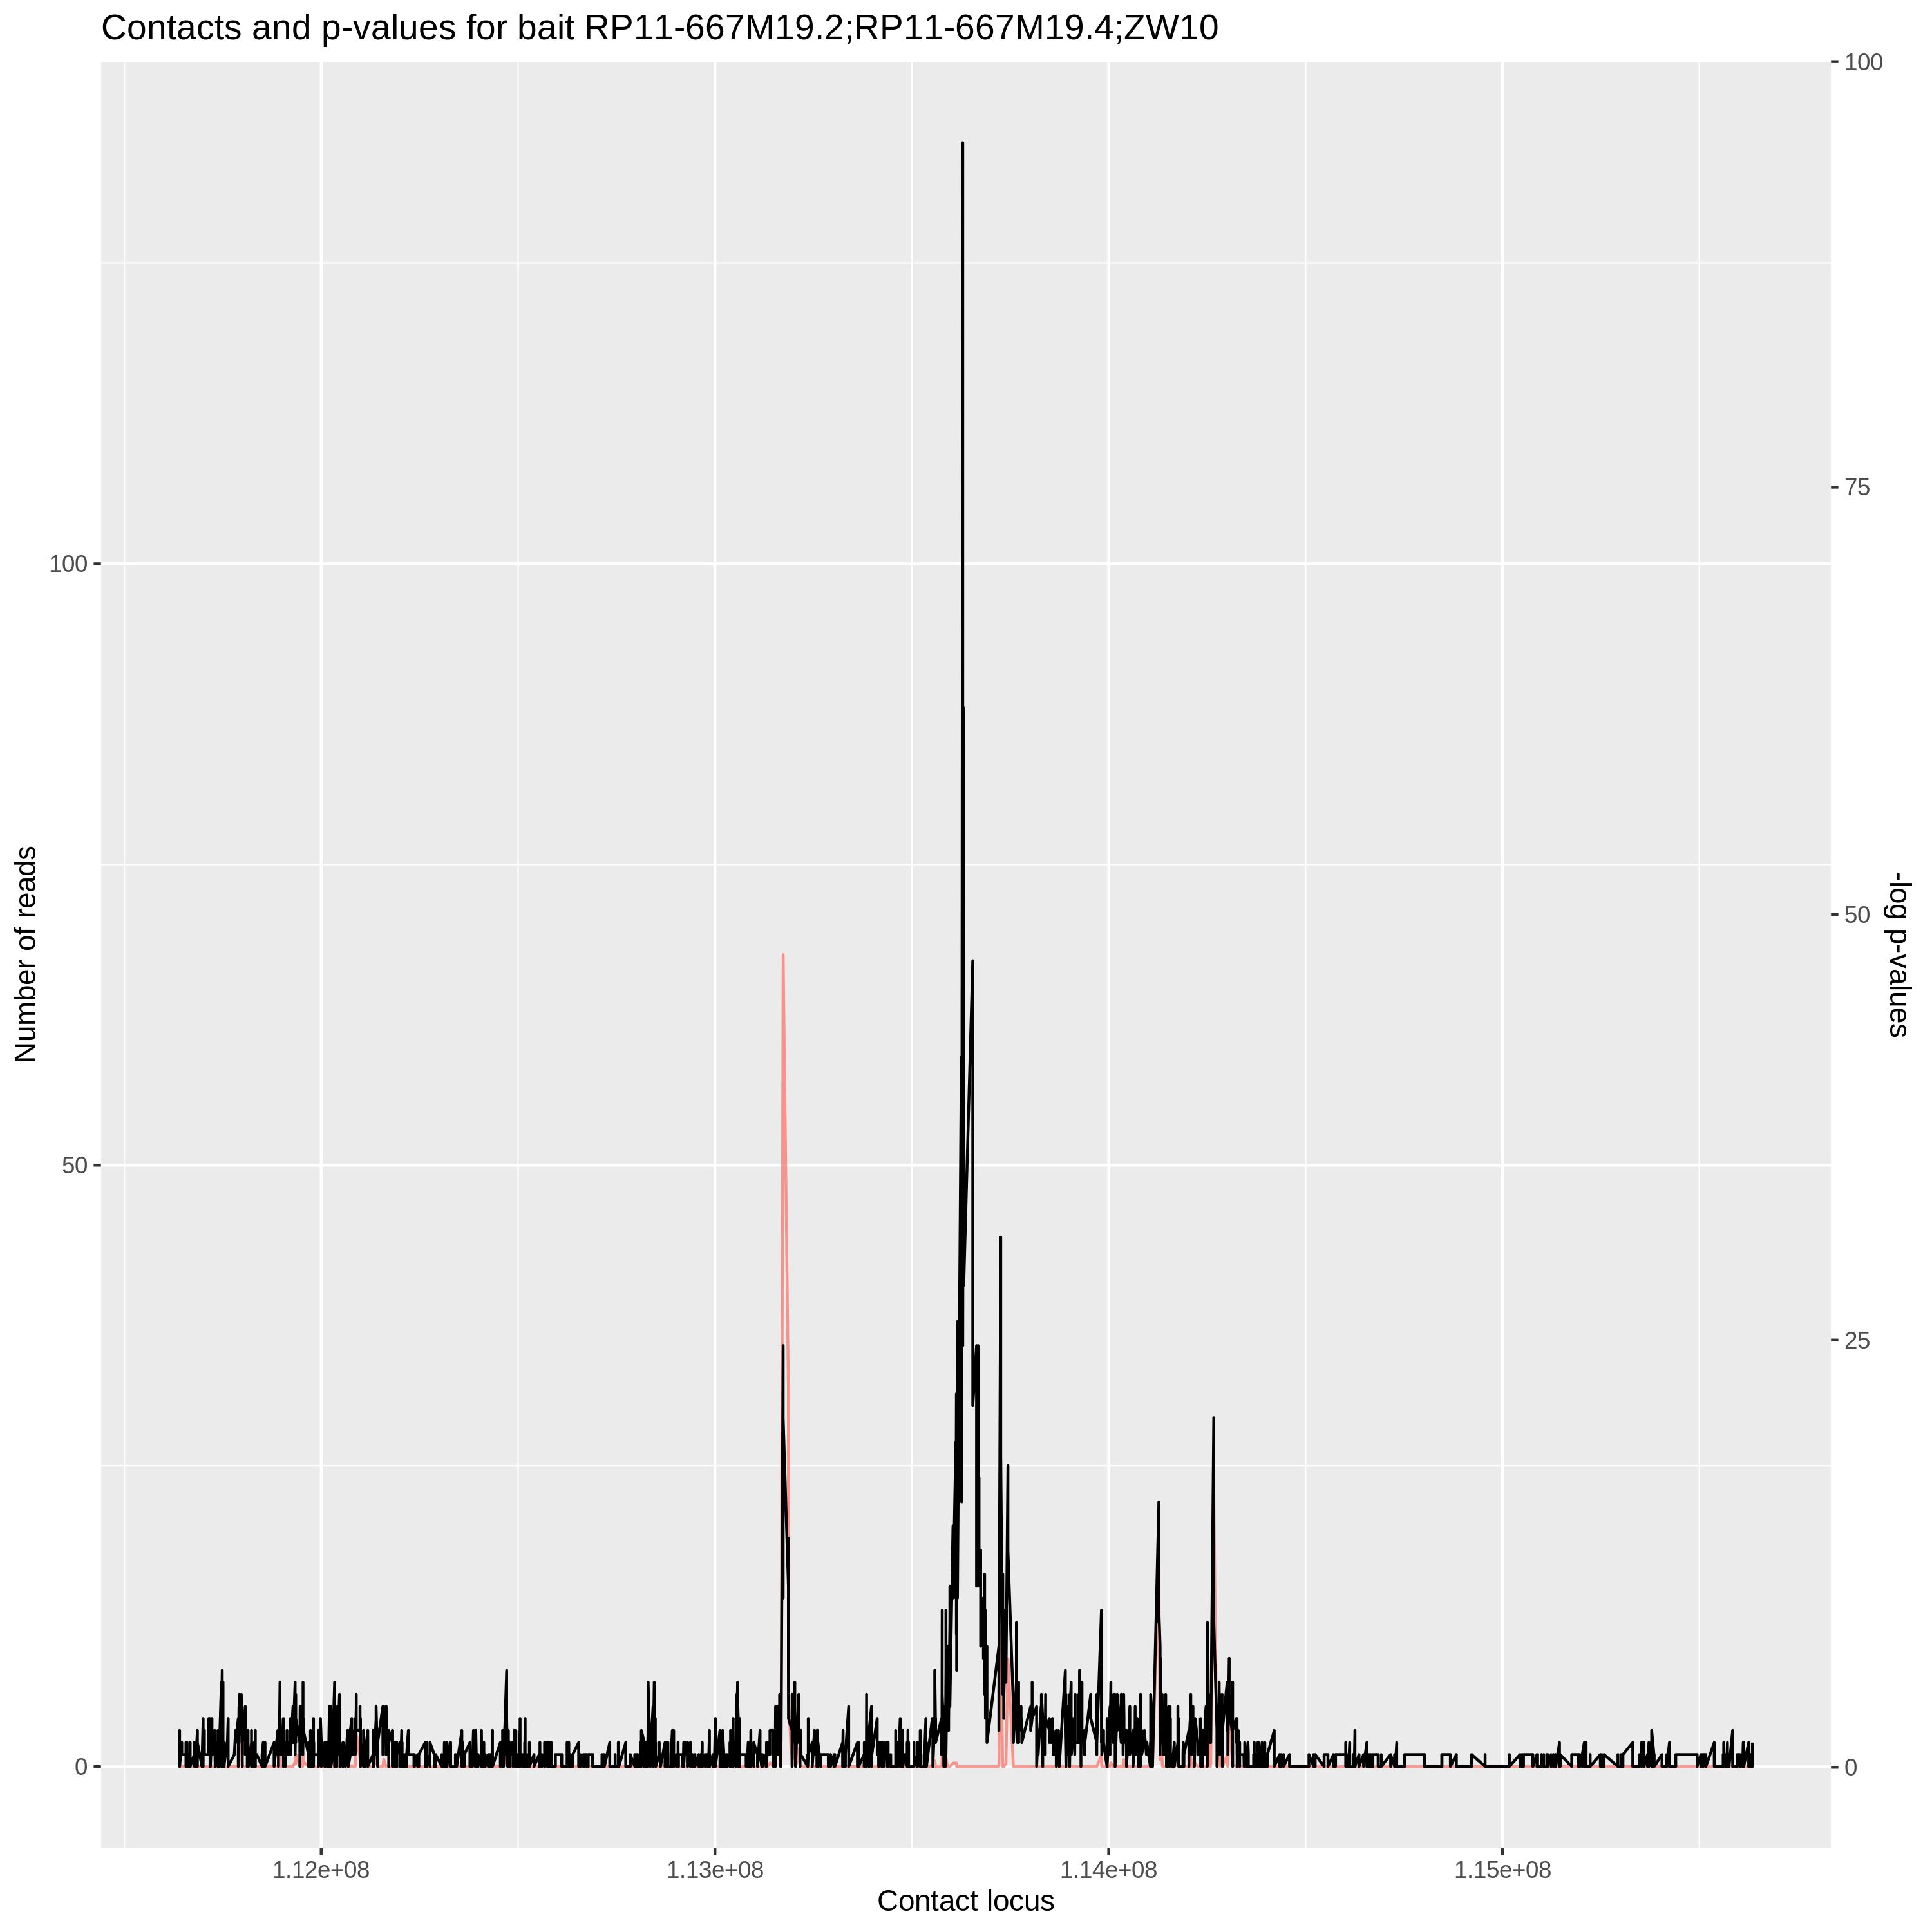 Contacts and p-values for bait RP11-667M19.2;RP11-667M19.4;ZW10
100
75
50
25
0
100
50
0
Number of reads
-log p-values
1.12e+08 1.13e+08 1.14e+08 1.15e+08
Contact locus